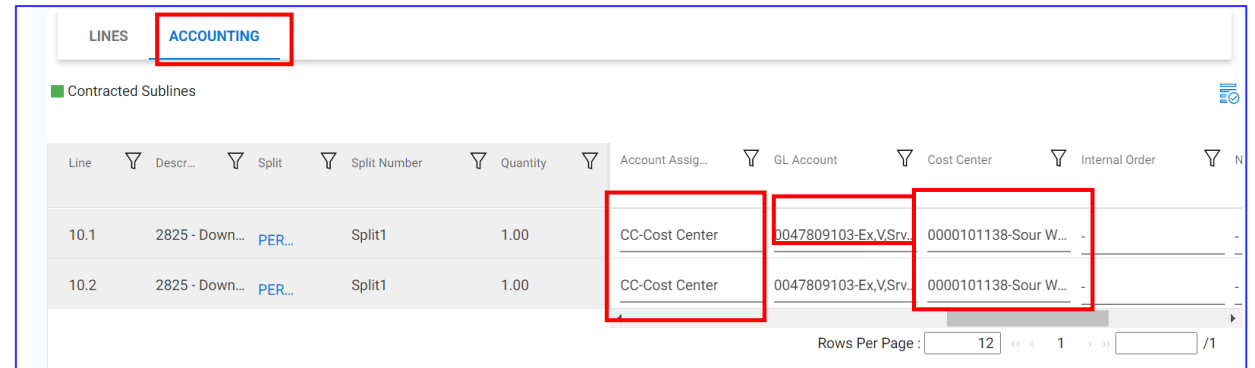 LINES ACCOUNTING
Contracted Sublines
Line Descr... Split Split Number Quantity Account Assig... GL Account Cost Center Internal Order N
10.1 2825 - Down... PER... Split1 1.00 CC-Cost Center 0047809103-Ex,V,Srv... 0000101138-Sour W... - -
10.2 2825 - Down... PER... Split1 1.00 CC-Cost Center 0047809103-Ex,V,Srv... 0000101138-Sour W... - -
Rows Per Page : 12 1 /1